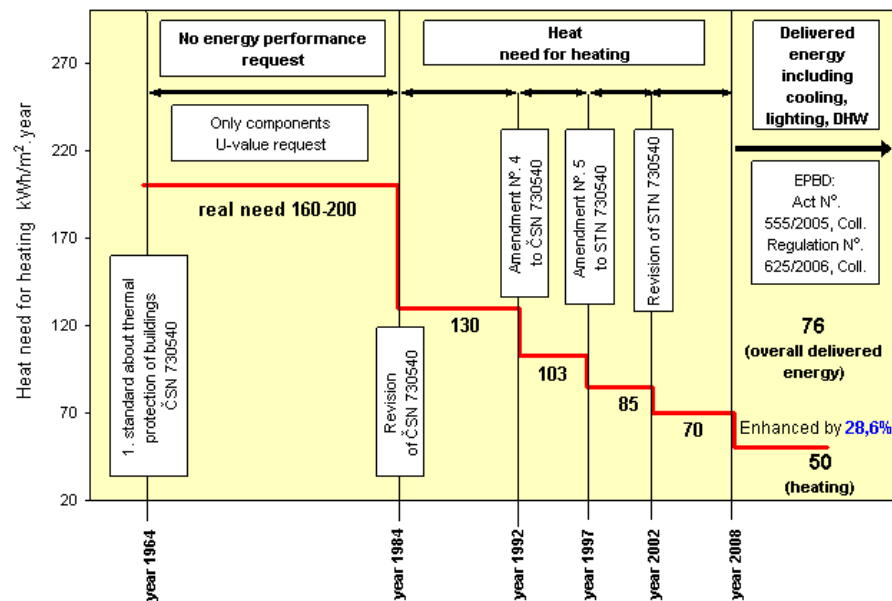 No energy performance
request
Heat
need for heating
Delivered
energy
including
cooling,
lighting, DHW
Only components
U-value request
EPBD:
Act Nº.
555/2005, Coll.
Regulation Nº.
625/2006, Coll.
Heat need for heating  kWh/m².year
270
220
170
120
70
20
real need 160-200
130
103
85
70
76
(overall delivered
energy)
Enhanced by 28,6%
50
(heating)
1. standard about thermal
protection of buildings
ČSN 730540
Revision
of ČSN 730540
Amendment Nº. 4
to ČSN 730540
Amendment Nº. 5
to STN 730540
Revision of STN 730540
year 1964
year 1984
year 1992
year 1997
year 2002
year 2008